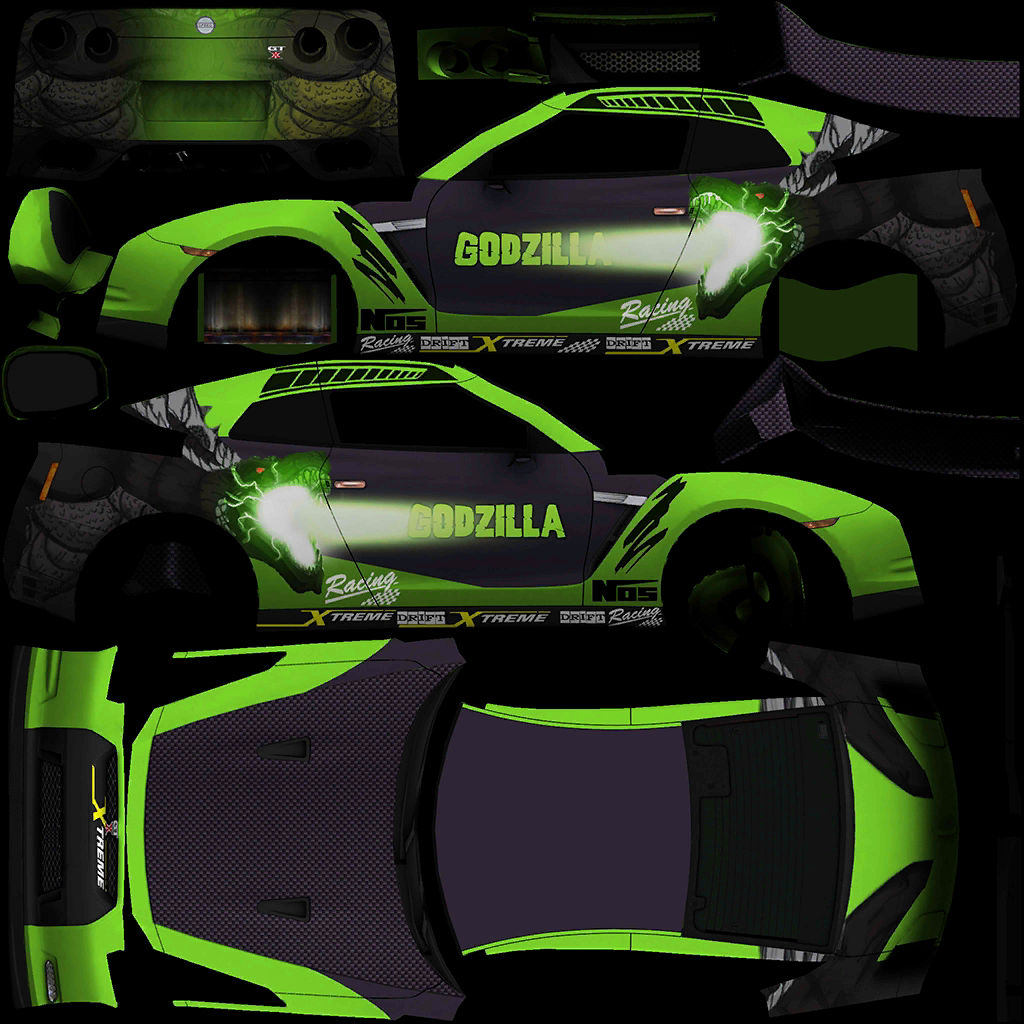 GT
GODZILLA
Racing
NOS
Racing DRIFT XTREME DRIFT XTREME
GODZILLA
Racing
NOS
XTREME DRIFT XTREME DRIFT Racing
XTREME